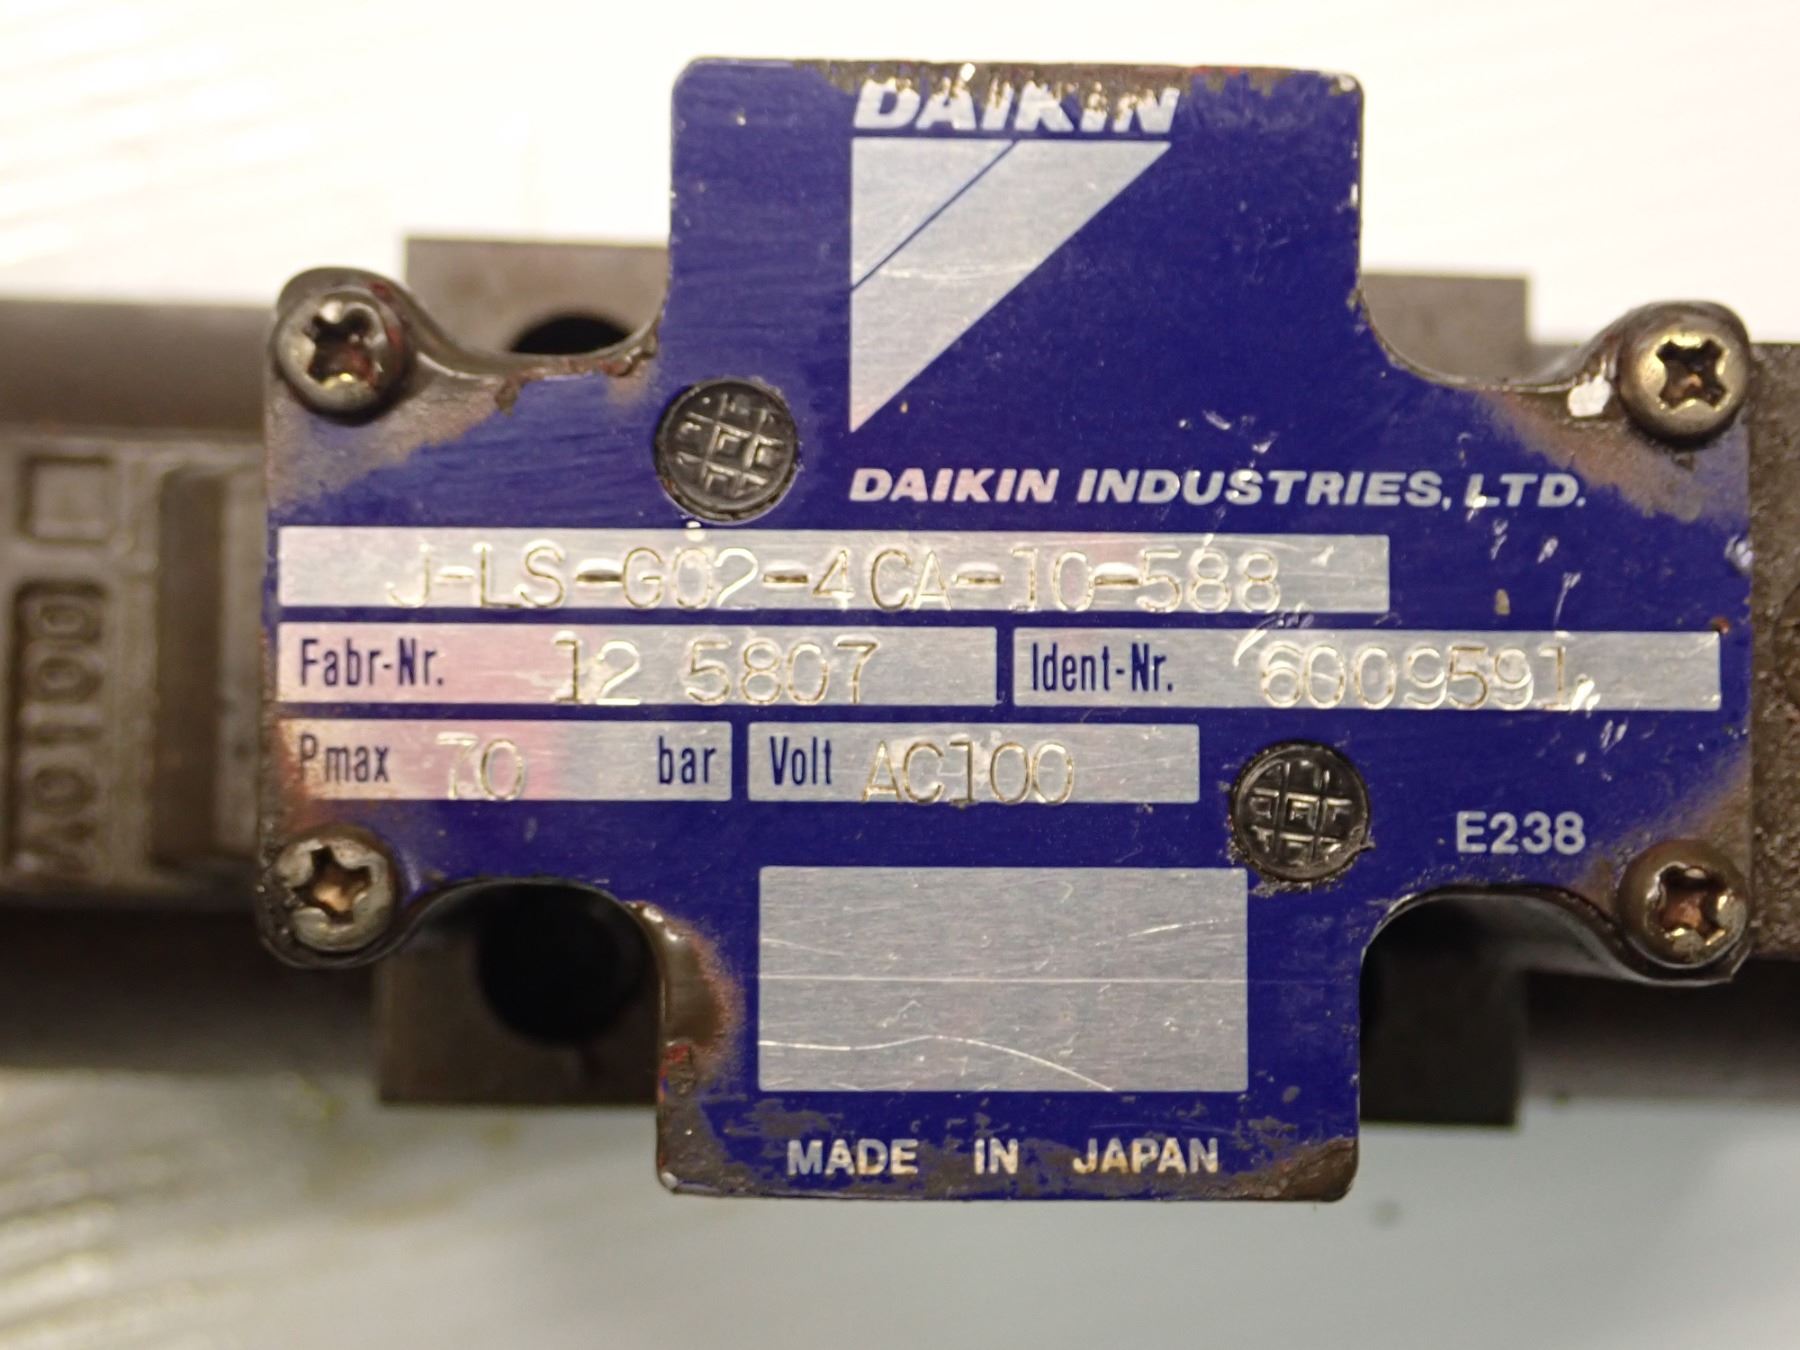 DAIKIN
DAIKIN INDUSTRIES, LTD.
J-LS-G02-4CA-10-588
Fabr-Nr. 12 5807 Ident-Nr. 6009591
Pmax 70 bar Volt AC100
E238
MADE IN JAPAN